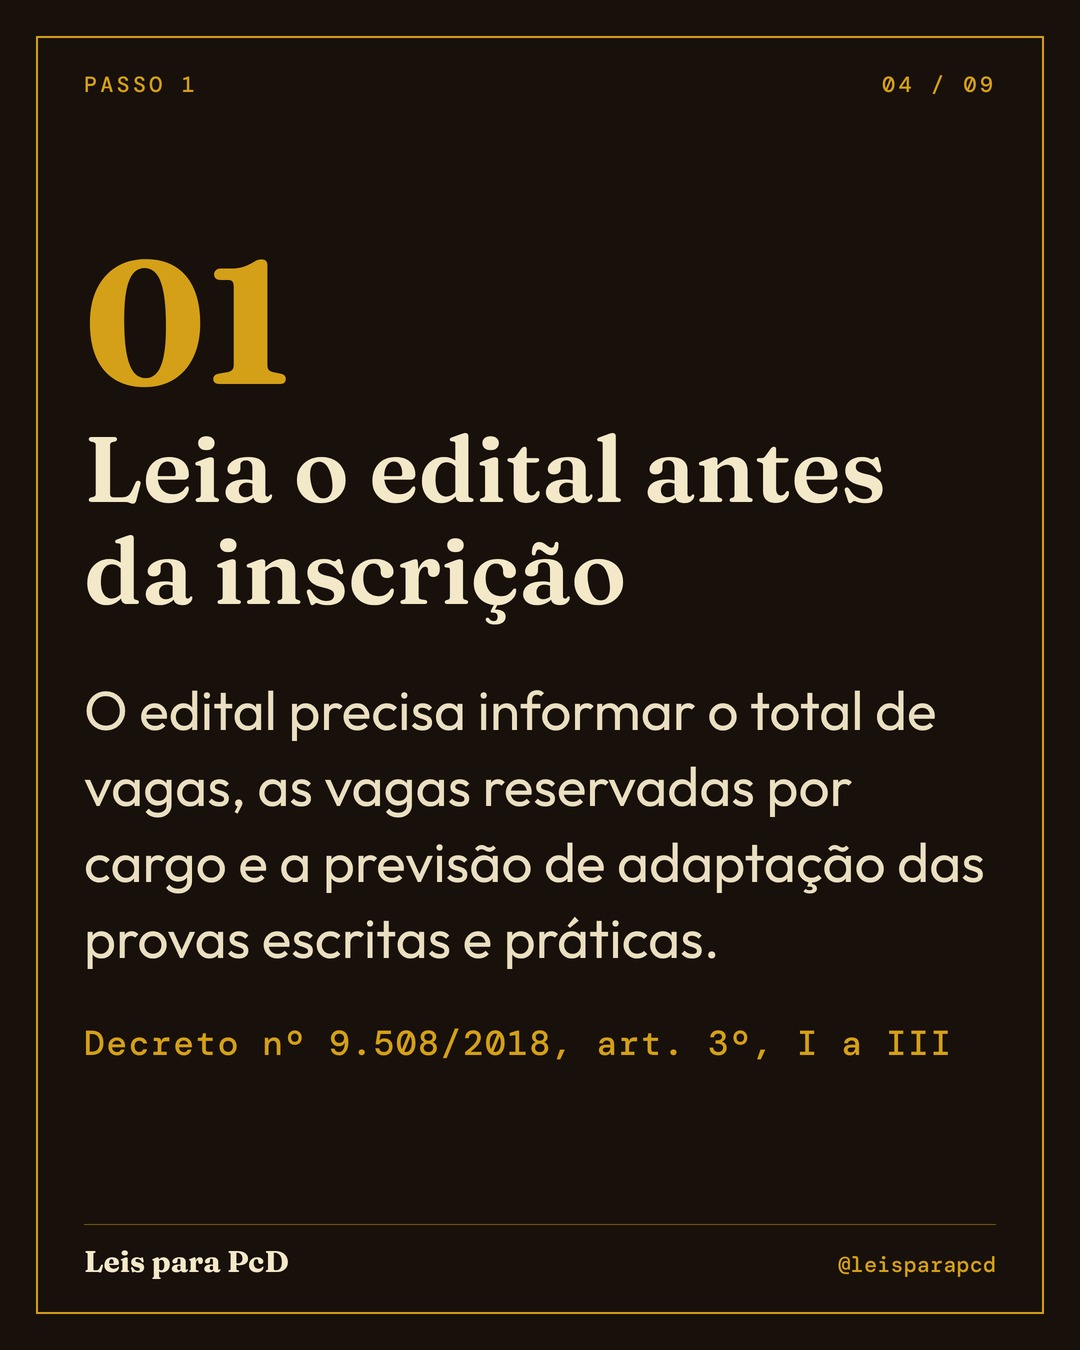 PASSO 1
04 / 09
01
Leia o edital antes
da inscrição
O edital precisa informar o total de
vagas, as vagas reservadas por
cargo e a previsão de adaptação das
provas escritas e práticas.
Decreto nº 9.508/2018, art. 3º, I a III
Leis para PcD
@leisparapcd